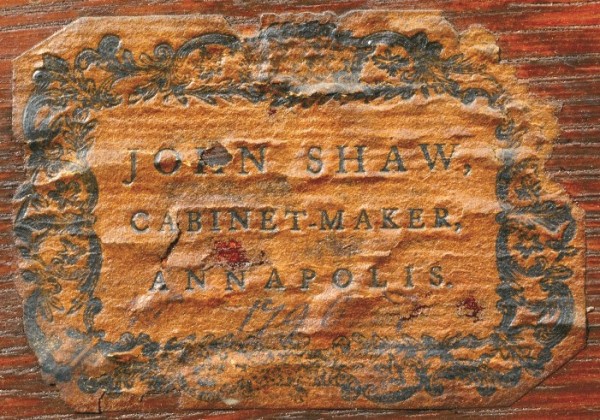 JOHN SHAW,
CABINET-MAKER,
ANNAPOLIS.